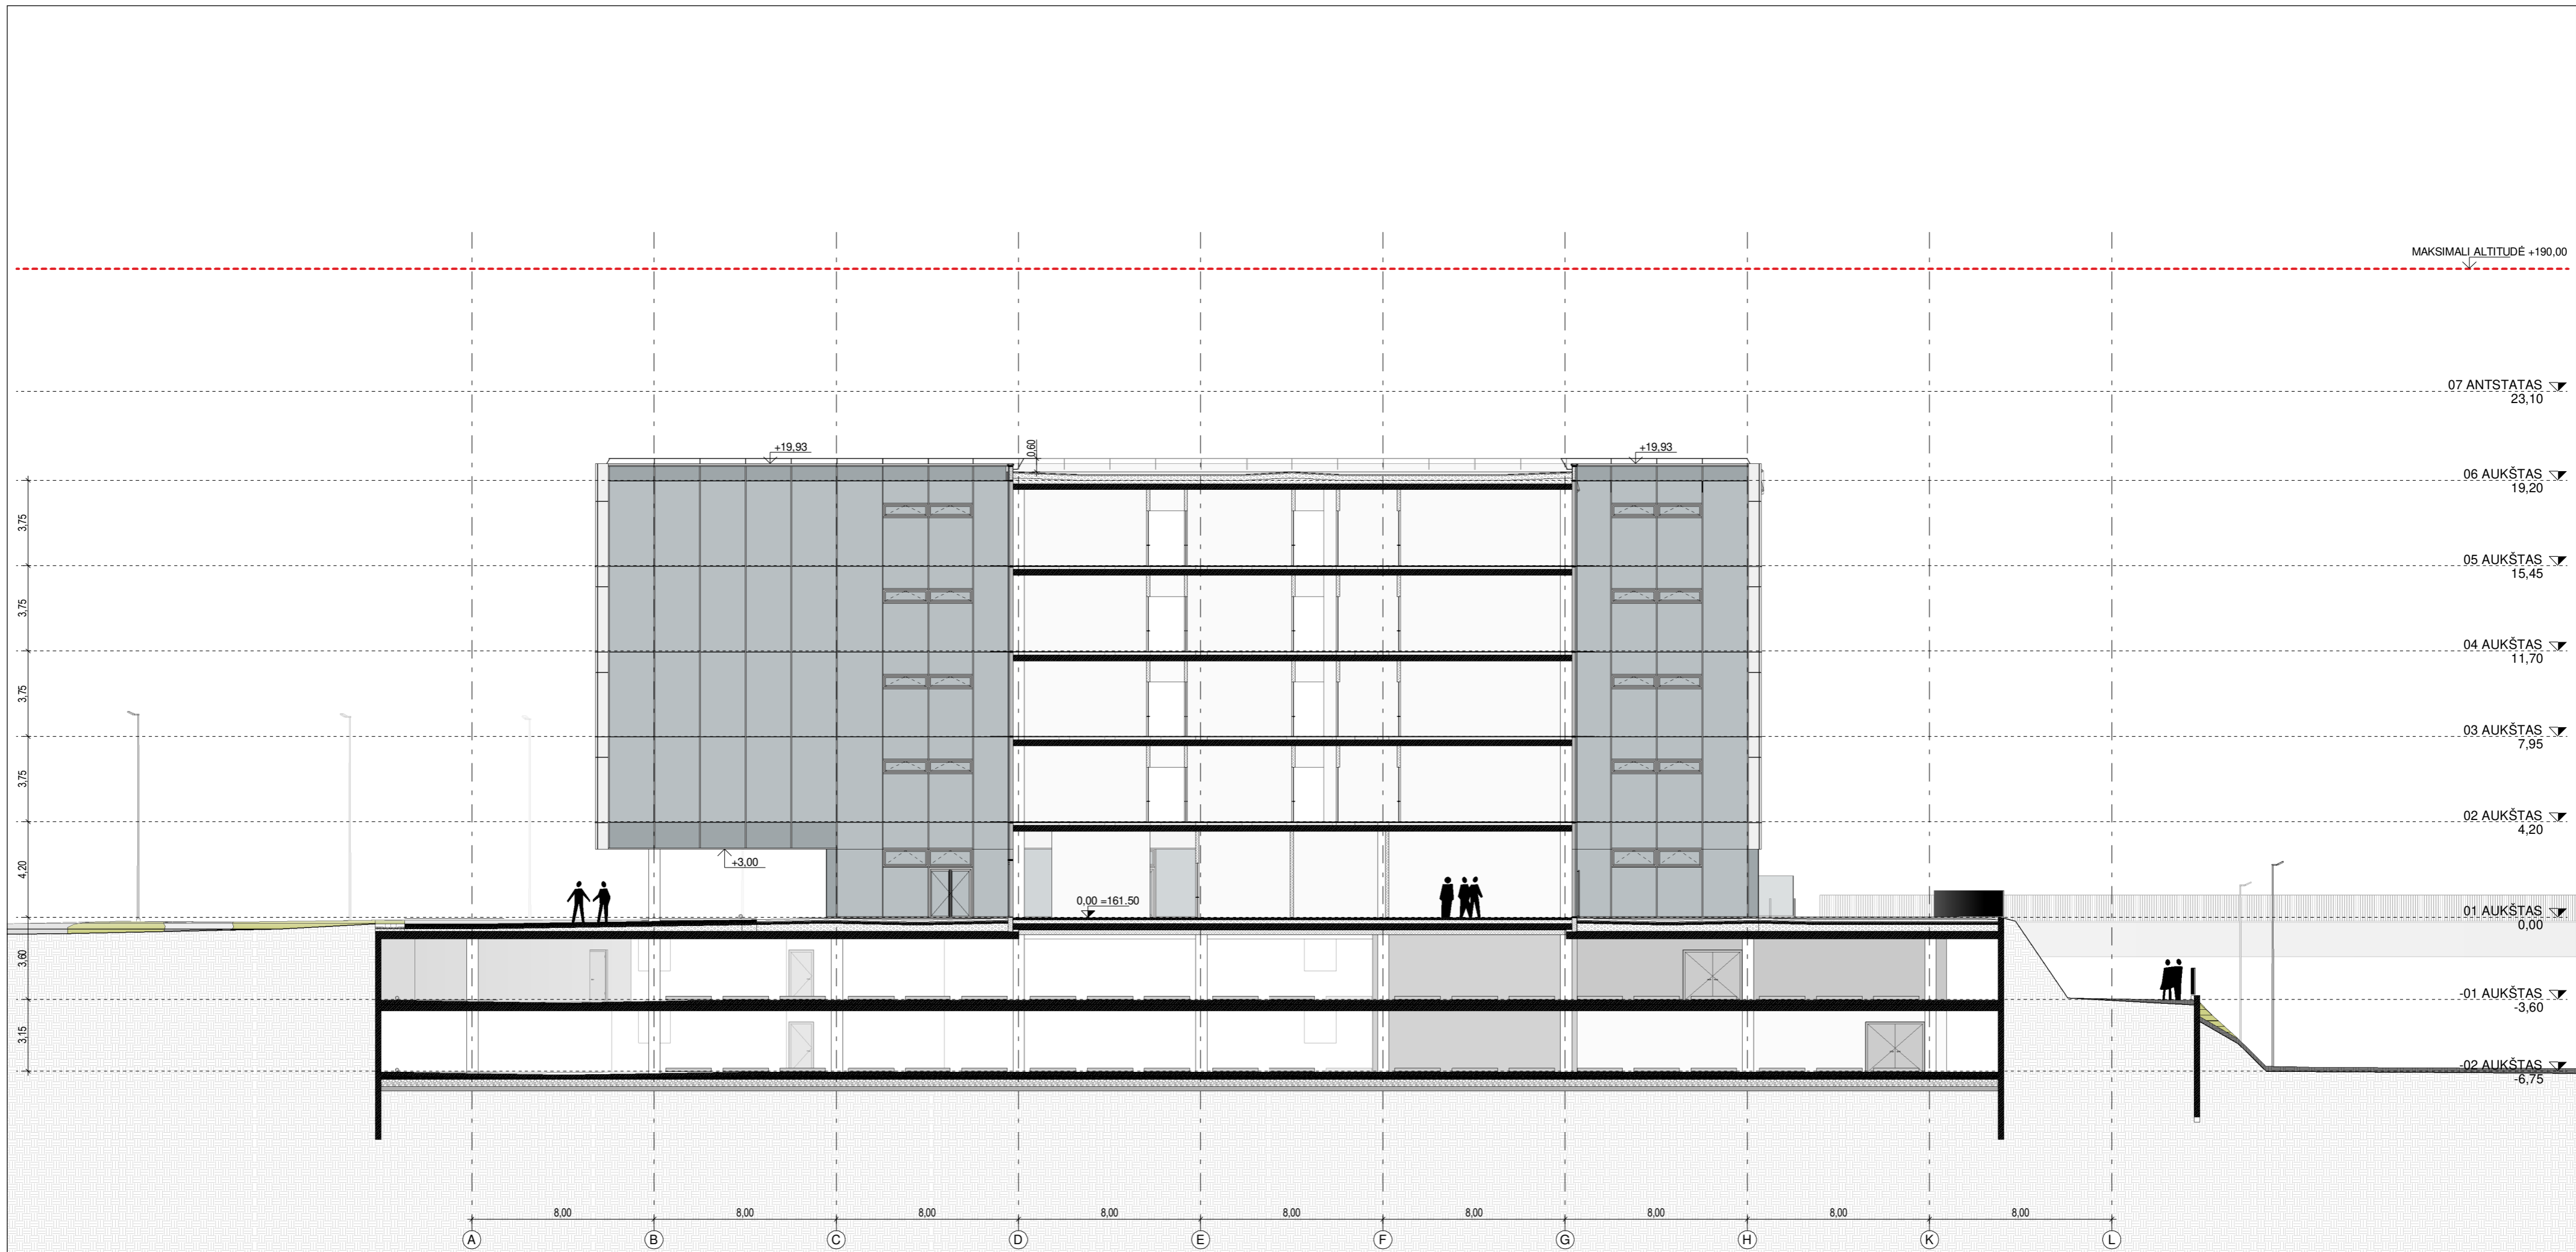 MAKSIMALI ALTITUDĖ +190,00
07 ANTSTATAS
23,10
+19,93
0,60
+19,93
06 AUKŠTAS
19,20
3,75
05 AUKŠTAS
15,45
3,75
04 AUKŠTAS
11,70
3,75
03 AUKŠTAS
7,95
3,75
02 AUKŠTAS
4,20
+3,00
4,20
0,00 =161.50
01 AUKŠTAS
0,00
3,60
-01 AUKŠTAS
-3,60
3,15
-02 AUKŠTAS
-6,75
8,00 8,00 8,00 8,00 8,00 8,00 8,00 8,00 8,00
A B C D E F G H K L